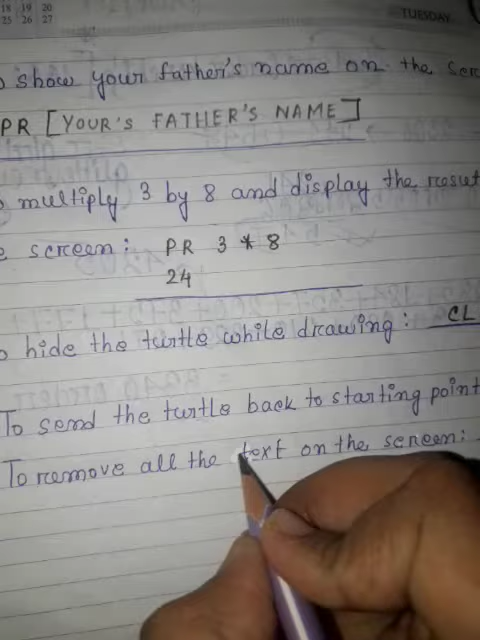 18 19 20
25 26 27
TUESDAY
show your father's name on the scr
PR [YOUR'S FATHER'S NAME]
multiply 3 by 8 and display the resut
e screen: PR 3 * 8
24
hide the turtle while drawing: CL
To send the turtle back to starting point
To remove all the text on the screen: